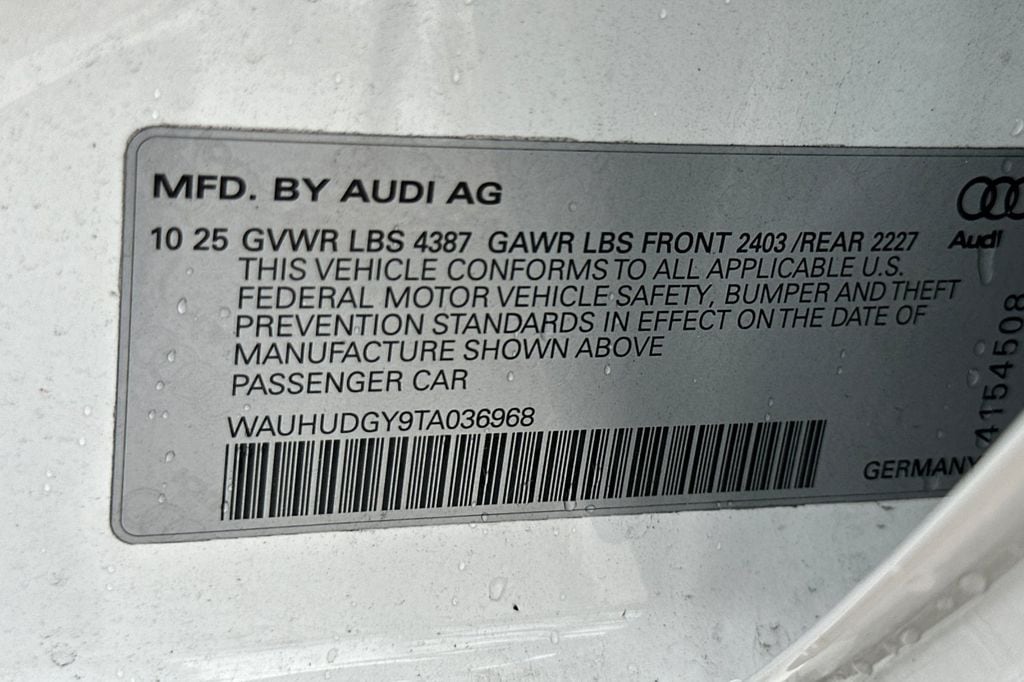 MFD. BY AUDI AG
10 25 GVWR LBS 4387 GAWR LBS FRONT 2403 /REAR 2227
Audi
THIS VEHICLE CONFORMS TO ALL APPLICABLE U.S.
FEDERAL MOTOR VEHICLE SAFETY, BUMPER AND THEFT
PREVENTION STANDARDS IN EFFECT ON THE DATE OF
MANUFACTURE SHOWN ABOVE
PASSENGER CAR
WAUHUDGY9TA036968
GERMANY
4154508